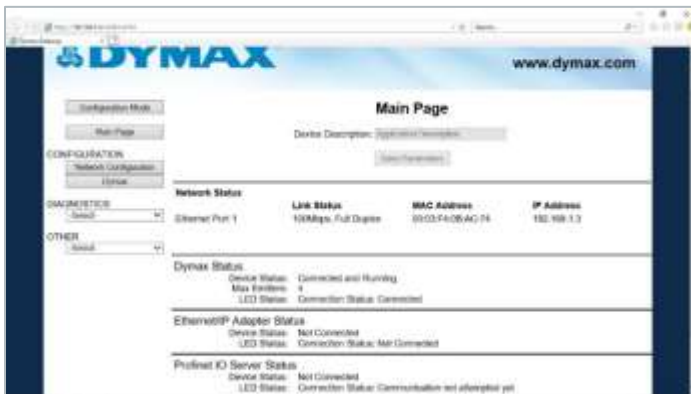 DYMAX
www.dymax.com
Configuration Mode
Main Page
Main Page
Device Description: Application Description
Save Parameters
CONFIGURATION
Network Configuration
Dymax
DIAGNOSTICS
-Select-
OTHER
-Select-
Network Status
Link Status MAC Address IP Address
Ethernet Port 1 100Mbps, Full Duplex 192.168.1.3
Dymax Status
Device Status: Connected and Running
Max Emitters: 4
LED Status: Connection Status: Connected
Ethernet/IP Adapter Status
Device Status: Not Connected
LED Status: Connection Status: Not Connected
Profinet IO Server Status
Device Status: Not Connected
LED Status: Connection Status: Communication not attempted yet